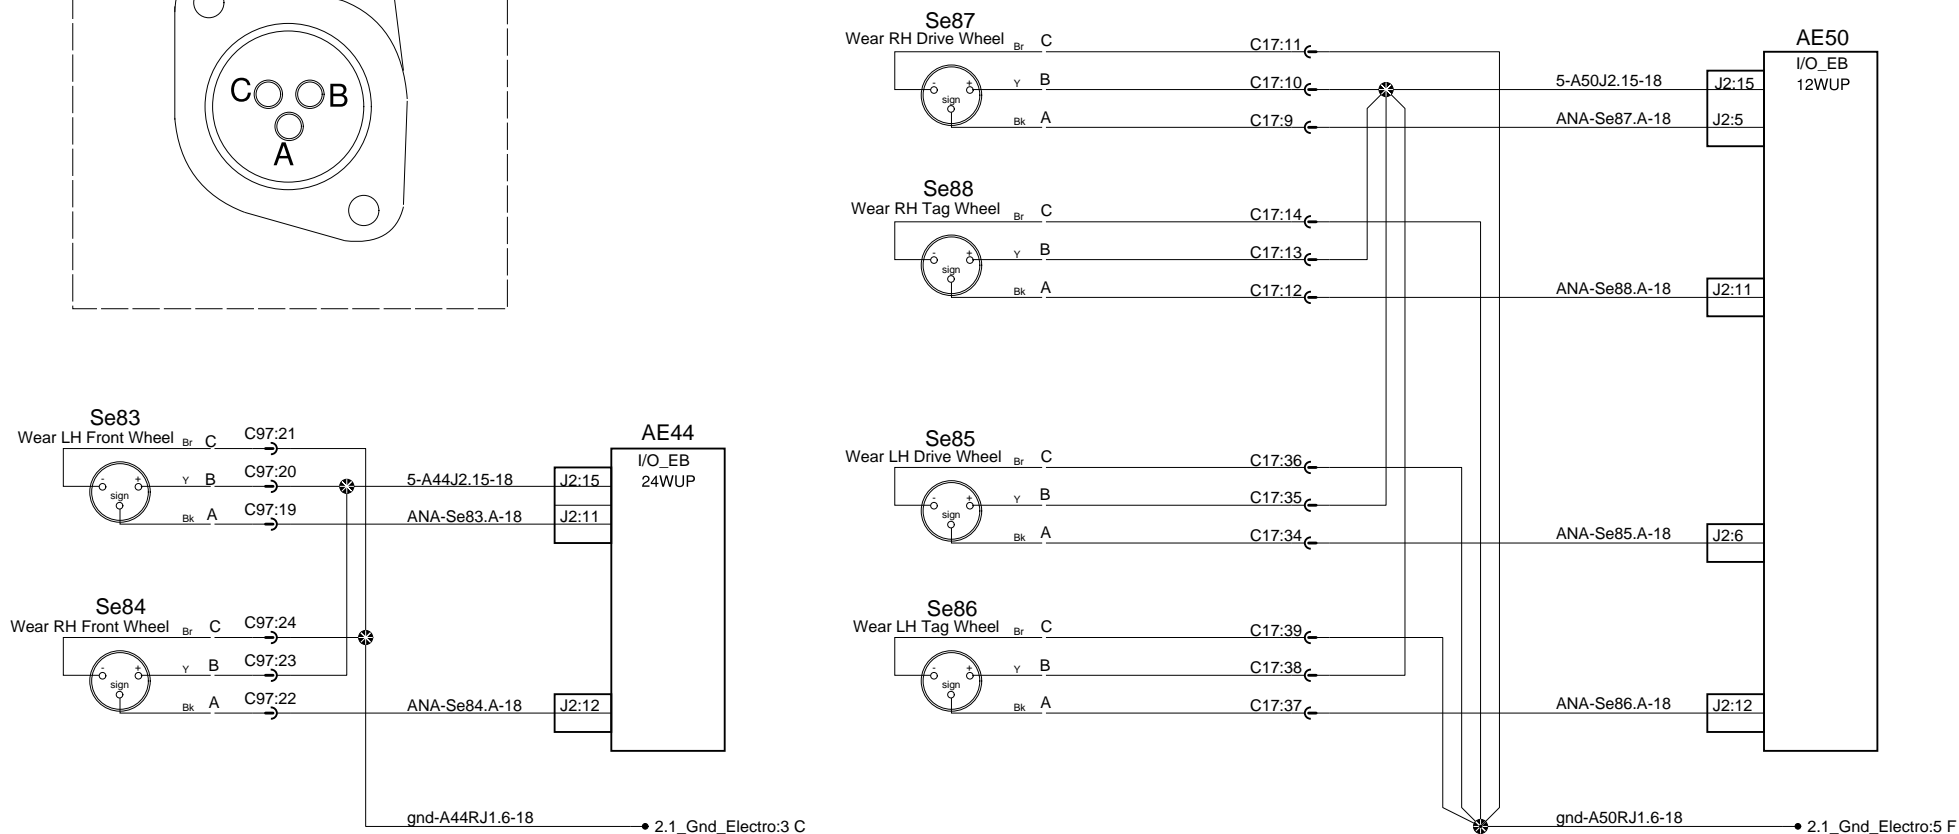 C
B
A
Se83
Wear LH Front Wheel
Br C C97:21
- + Y B C97:20
sign
Bk A C97:19
5-A44J2.15-18
ANA-Se83.A-18
AE44
I/O_EB
24WUP
J2:15
J2:11
Se84
Wear RH Front Wheel
Br C C97:24
- + Y B C97:23
sign
Bk A C97:22
ANA-Se84.A-18
J2:12
gnd-A44RJ1.6-18
2.1_Gnd_Electro:3 C
Se87
Wear RH Drive Wheel
Br C C17:11
- + Y B C17:10
sign
Bk A C17:9
5-A50J2.15-18
ANA-Se87.A-18
AE50
I/O_EB
12WUP
J2:15
J2:5
Se88
Wear RH Tag Wheel
Br C C17:14
- + Y B C17:13
sign
Bk A C17:12
ANA-Se88.A-18
J2:11
Se85
Wear LH Drive Wheel
Br C C17:36
- + Y B C17:35
sign
Bk A C17:34
ANA-Se85.A-18
J2:6
Se86
Wear LH Tag Wheel
Br C C17:39
- + Y B C17:38
sign
Bk A C17:37
ANA-Se86.A-18
J2:12
gnd-A50RJ1.6-18
2.1_Gnd_Electro:5 F